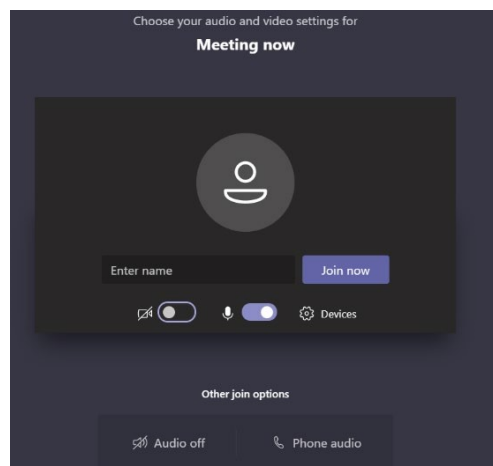 Choose your audio and video settings for
Meeting now
Enter name
Join now
Devices
Other join options
Audio off
Phone audio